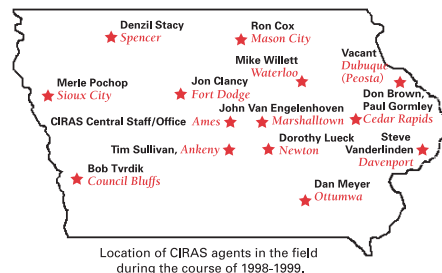 Denzil Stacy
Spencer
Ron Cox
Mason City
Mike Willett
Waterloo
Vacant
Dubuque
(Peosta)
Merle Pochop
Sioux City
Jon Clancy
Fort Dodge
Don Brown,
Paul Gormley
Cedar Rapids
John Van Engelenhoven
CIRAS Central Staff/Office Ames
Marshalltown
Tim Sullivan, Ankeny
Dorothy Lueck
Newton
Steve
Vanderlinden
Davenport
Bob Tvrdik
Council Bluffs
Dan Meyer
Ottumwa
Location of CIRAS agents in the field
during the course of 1998-1999.